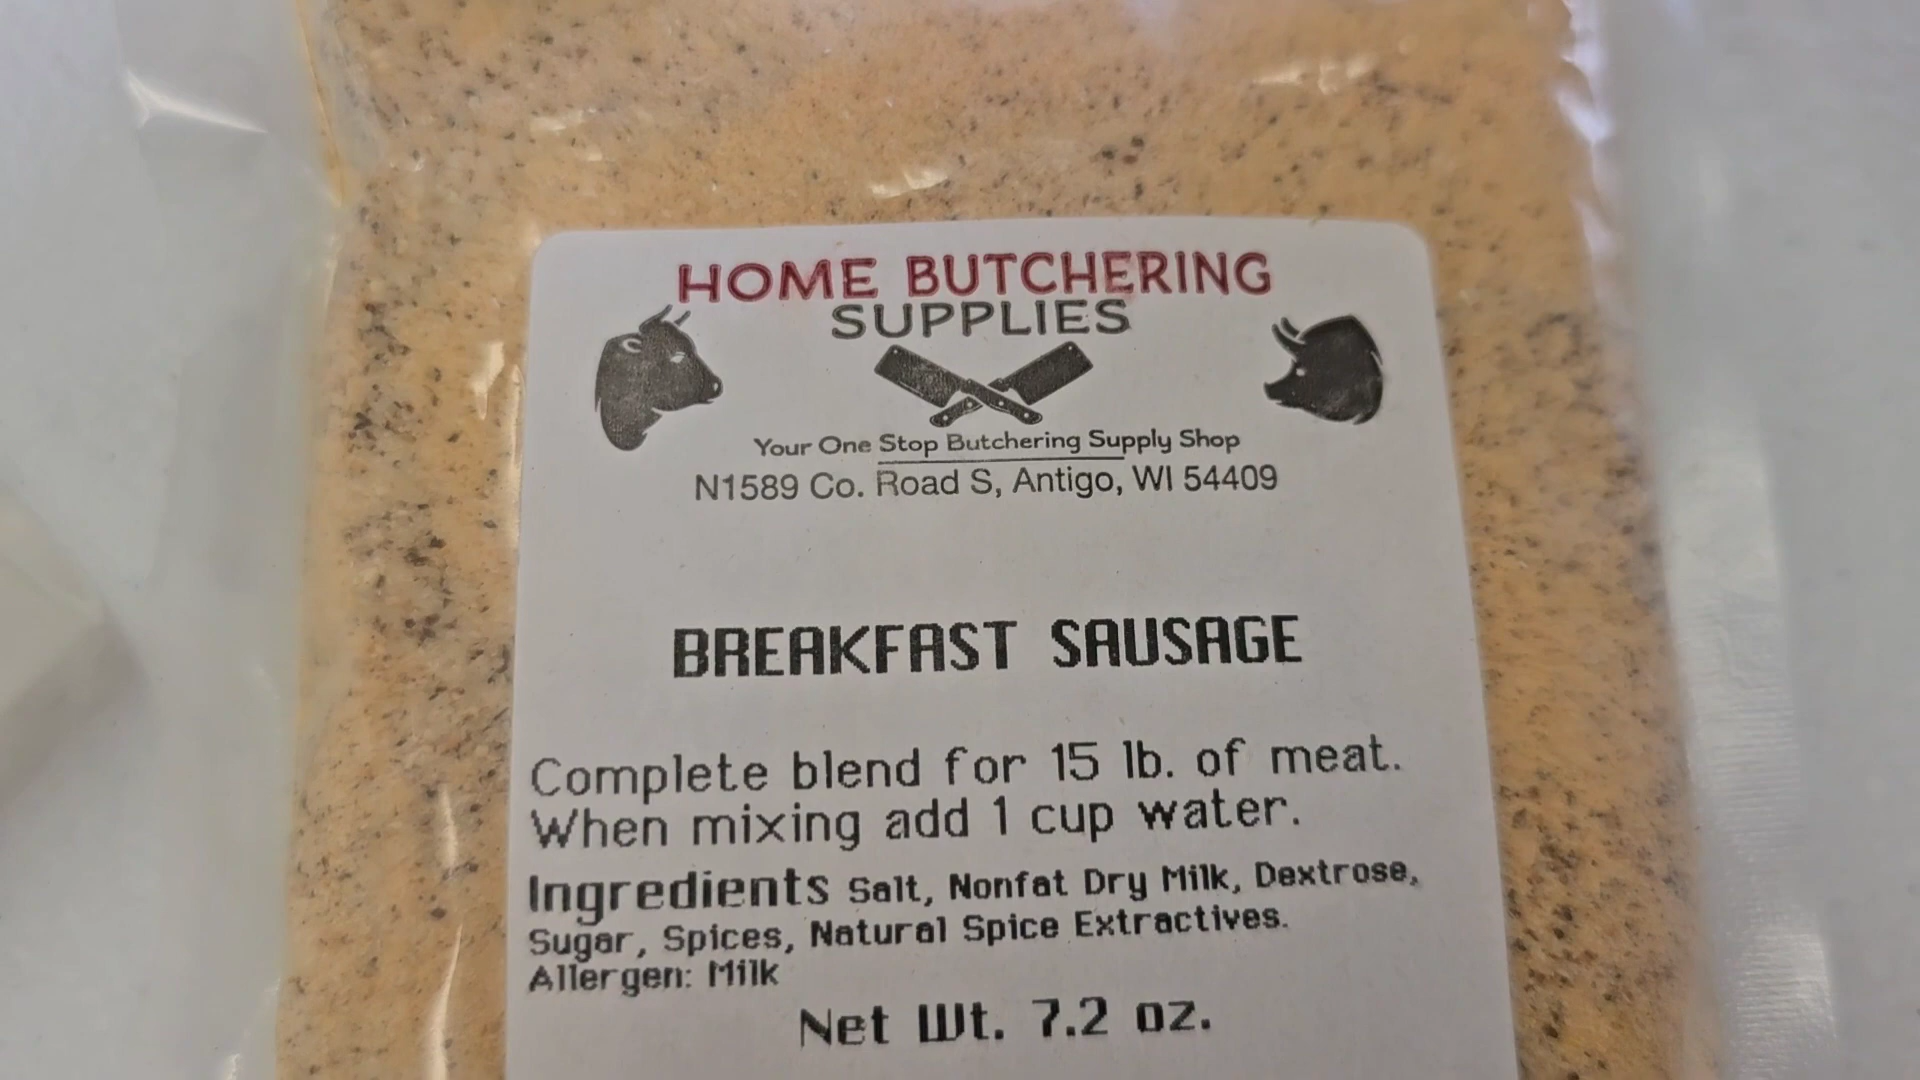 HOME BUTCHERING
SUPPLIES
Your One Stop Butchering Supply Shop
N1589 Co. Road S, Antigo, WI 54409
BREAKFAST SAUSAGE
Complete blend for 15 lb. of meat.
When mixing add 1 cup water.
Ingredients Salt, Nonfat Dry Milk, Dextrose,
Sugar, Spices, Natural Spice Extractives.
Allergen: Milk
Net Wt. 7.2 oz.